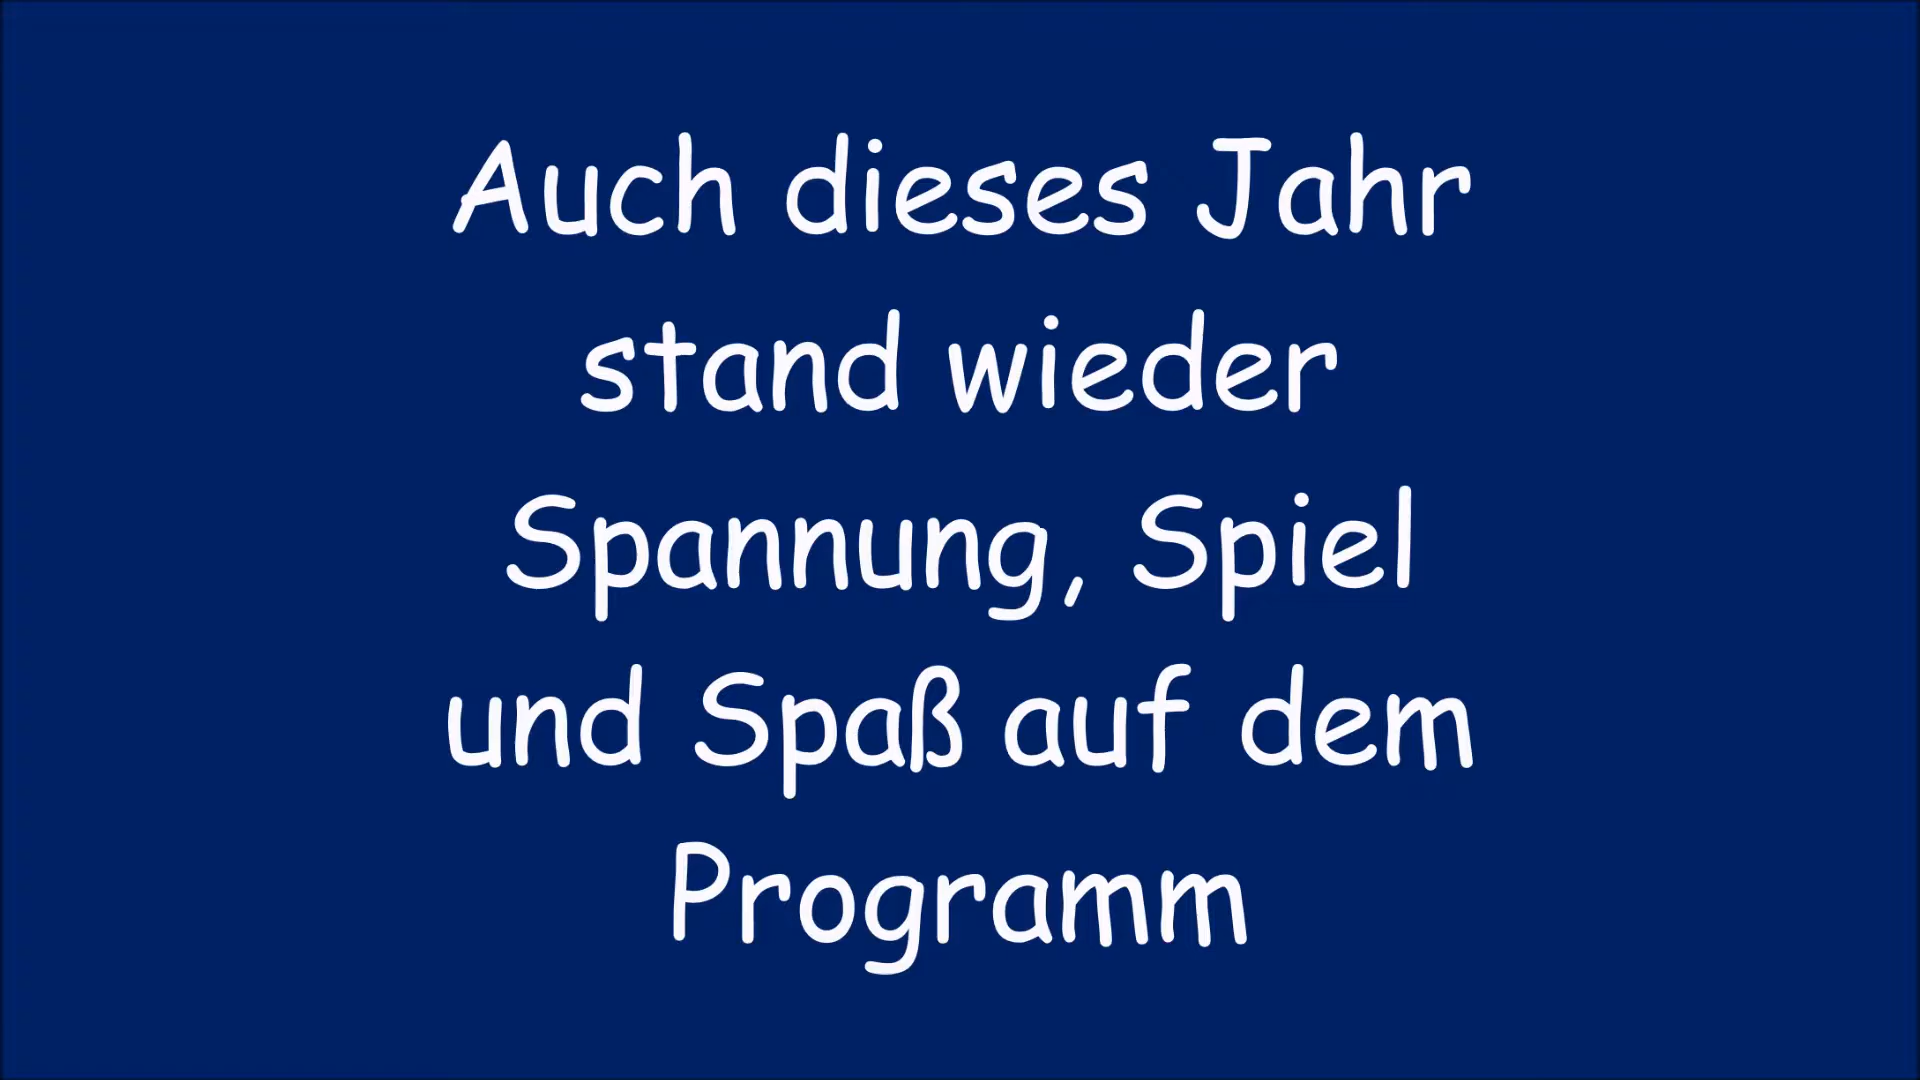 Auch dieses Jahr
stand wieder
Spannung, Spiel
und Spaß auf dem
Programm